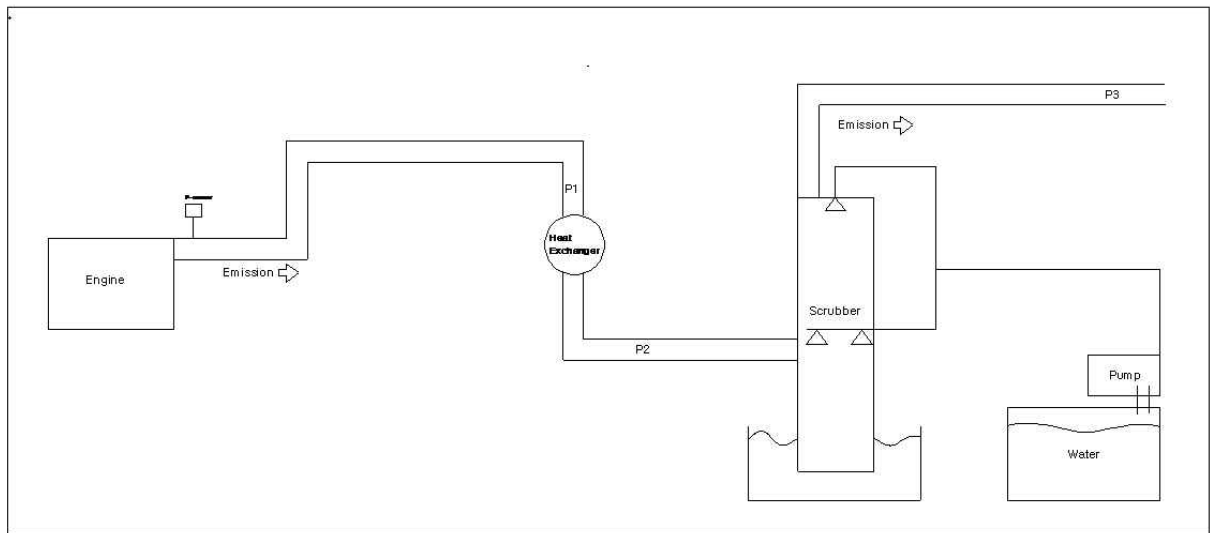 P3
Emission
P1
Heat
Exchanger
Emission
Engine
Scrubber
P2
Pump
Water